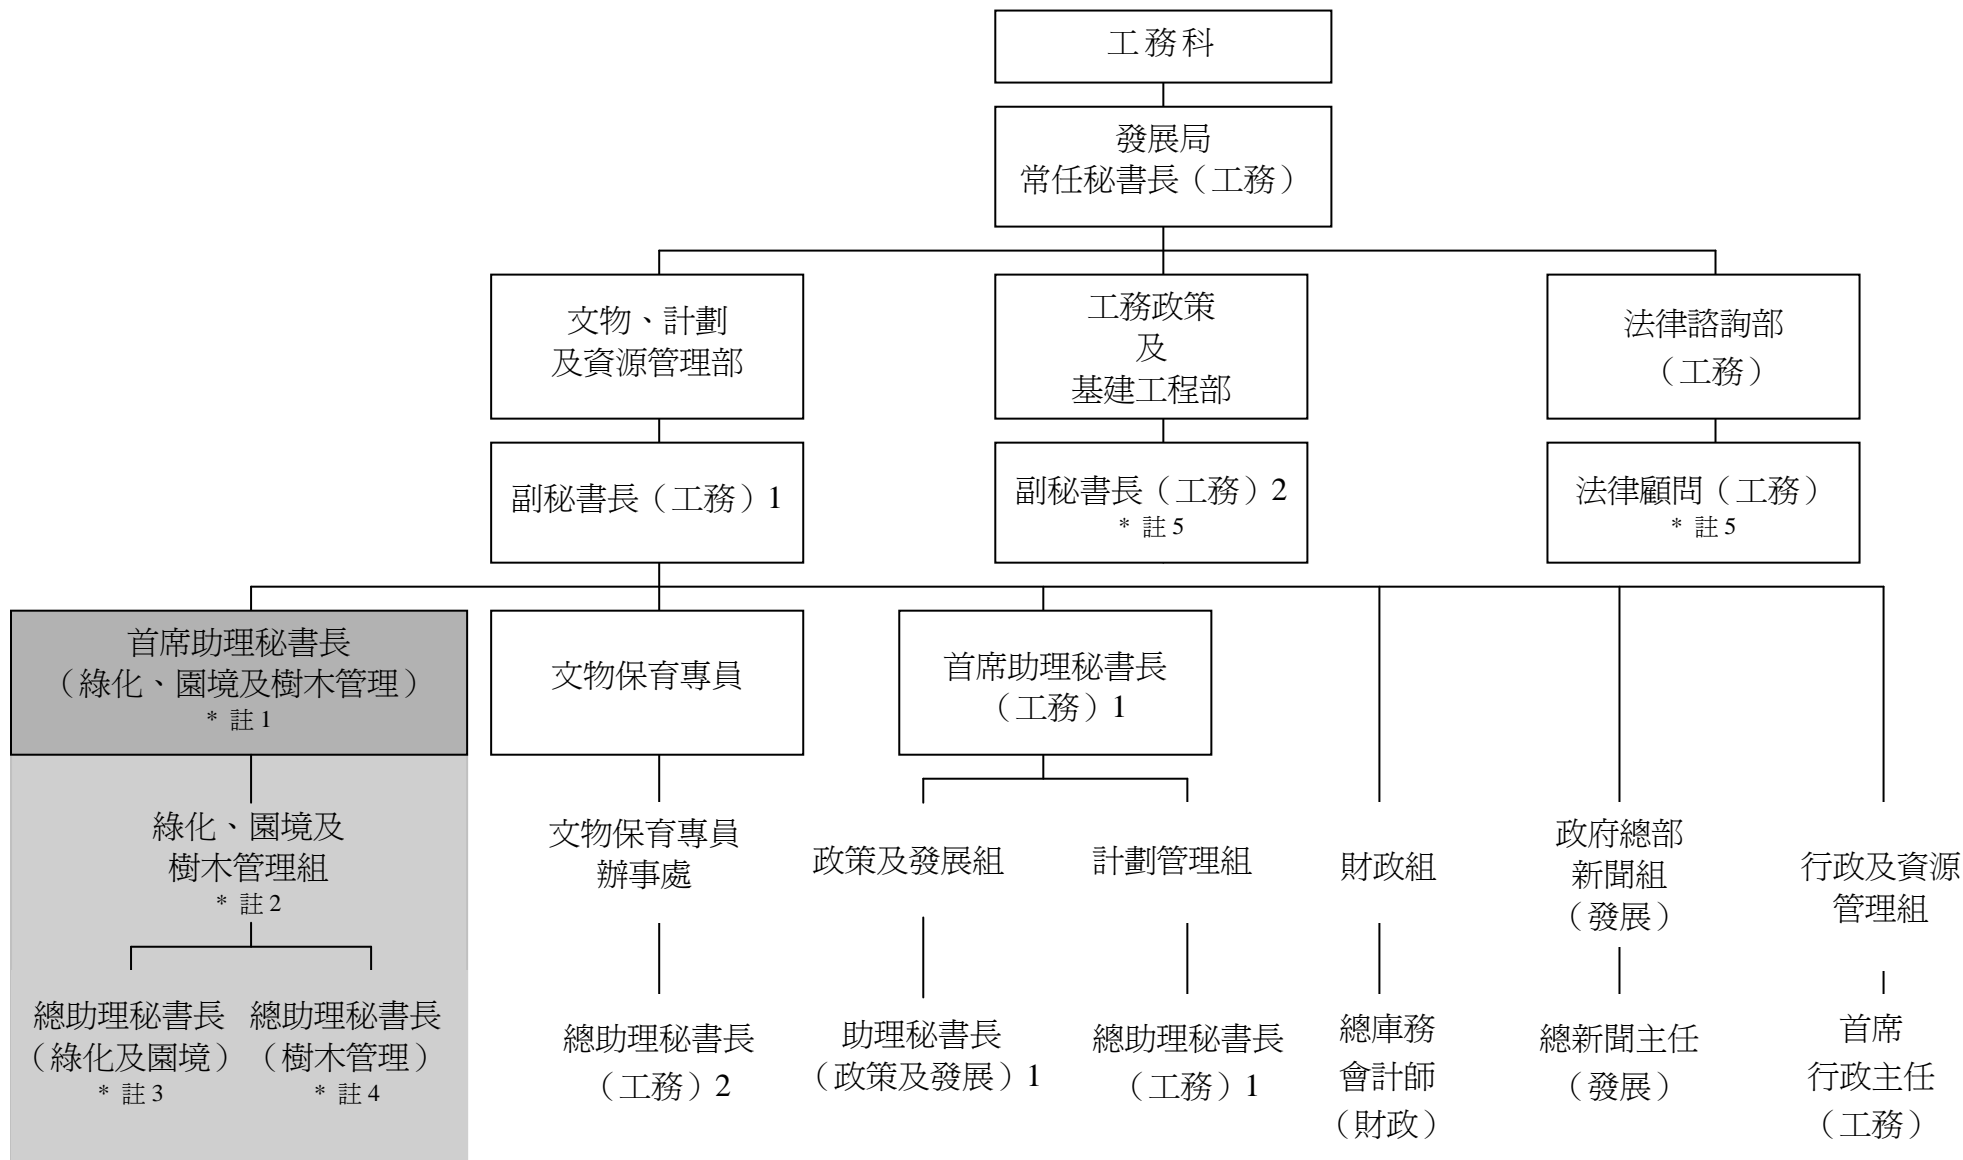 工務科
發展局
常任秘書長（工務）
文物、計劃
及資源管理部
工務政策
及
基建工程部
法律諮詢部
（工務）
副秘書長（工務）1
副秘書長（工務）2
* 註 5
法律顧問（工務）
* 註 5
首席助理秘書長
（綠化、園境及樹木管理）
* 註 1
文物保育專員
首席助理秘書長
（工務）1
綠化、園境及
樹木管理組
* 註 2
文物保育專員
辦事處
政策及發展組
計劃管理組
財政組
政府總部
新聞組
（發展）
行政及資源
管理組
總助理秘書長
（綠化及園境）
* 註 3
總助理秘書長
（樹木管理）
* 註 4
總助理秘書長
（工務）2
助理秘書長
（政策及發展）1
總助理秘書長
（工務）1
總庫務
會計師
（財政）
總新聞主任
（發展）
首席
行政主任
（工務）